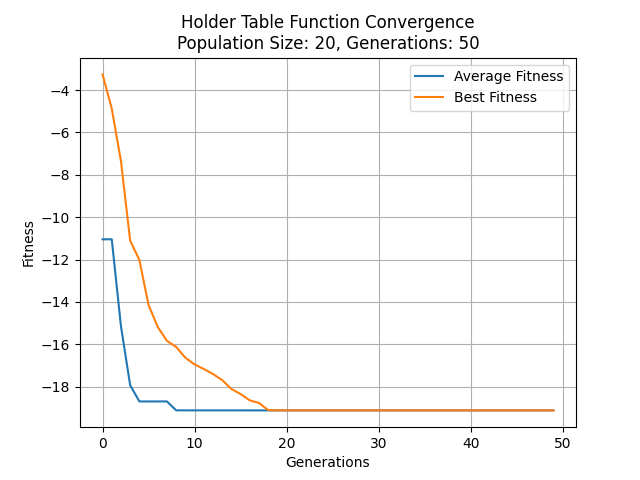 Holder Table Function Convergence
Population Size: 20, Generations: 50
Average Fitness
Best Fitness
−4
−6
−8
−10
−12
−14
−16
−18
Fitness
0 10 20 30 40 50
Generations